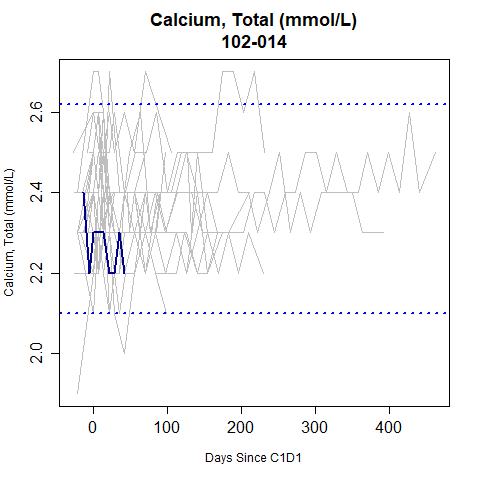 Calcium, Total (mmol/L)
102-014
Calcium, Total (mmol/L)
2.6
2.4
2.2
2.0
0 100 200 300 400
Days Since C1D1